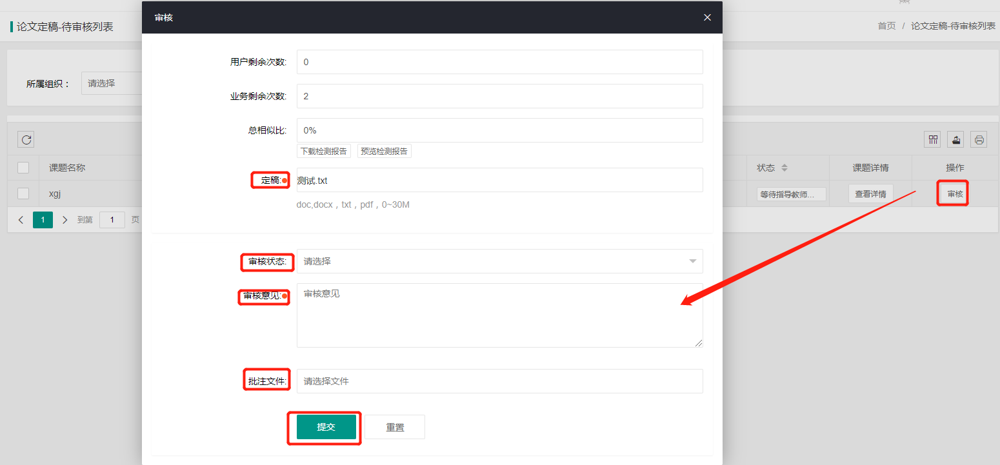 审核
论文定稿-待审核列表
首页 / 论文定稿-待审核列表
用户剩余次数: 0
所属组织： 请选择
业务剩余次数: 2
总相似比: 0%
下载检测报告 预览检测报告
课题名称 状态 课题详情 操作
定稿: 测试.txt
xgj 等待指导教师... 查看详情 审核
doc,docx，txt，pdf，0~30M
1 到第 1 页
审核状态: 请选择
审核意见: 审核意见
批注文件: 请选择文件
提交 重置